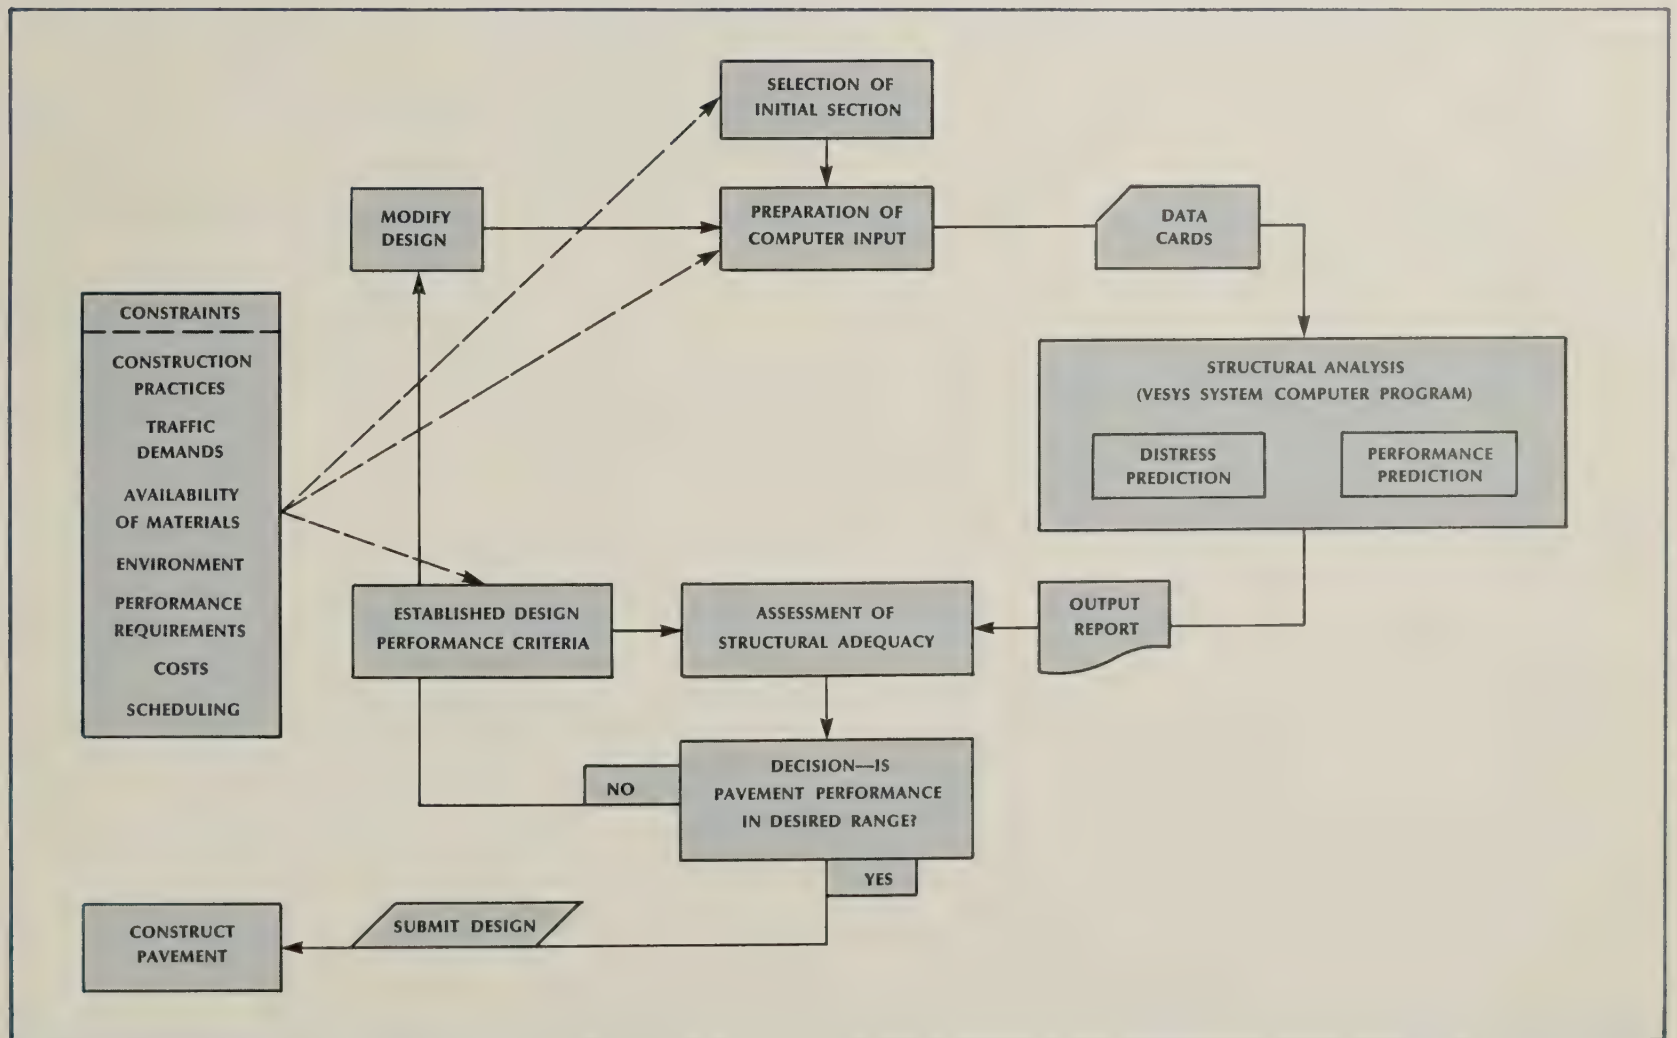 SELECTION OF
INITIAL SECTION
MODIFY
DESIGN
PREPARATION OF
COMPUTER INPUT
DATA
CARDS
CONSTRAINTS
CONSTRUCTION
PRACTICES
TRAFFIC
DEMANDS
AVAILABILITY
OF MATERIALS
ENVIRONMENT
PERFORMANCE
REQUIREMENTS
COSTS
SCHEDULING
STRUCTURAL ANALYSIS
(VESYS SYSTEM COMPUTER PROGRAM)
DISTRESS
PREDICTION
PERFORMANCE
PREDICTION
ESTABLISHED DESIGN
PERFORMANCE CRITERIA
ASSESSMENT OF
STRUCTURAL ADEQUACY
OUTPUT
REPORT
DECISION—IS
PAVEMENT PERFORMANCE
IN DESIRED RANGE?
NO
YES
SUBMIT DESIGN
CONSTRUCT
PAVEMENT